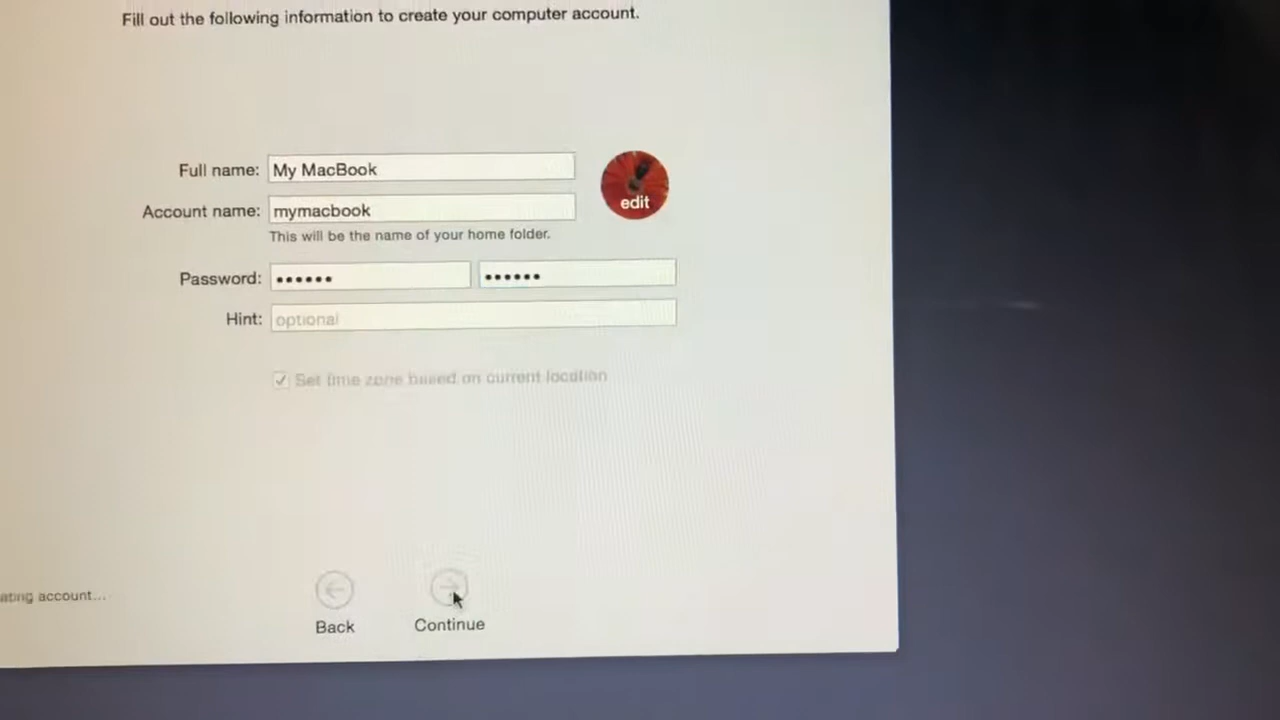 Fill out the following information to create your computer account.
Full name: My MacBook
edit
Account name: mymacbook
This will be the name of your home folder.
Password: •••••• ••••••
Hint: optional
Set time zone based on current location
account...
Back
Continue